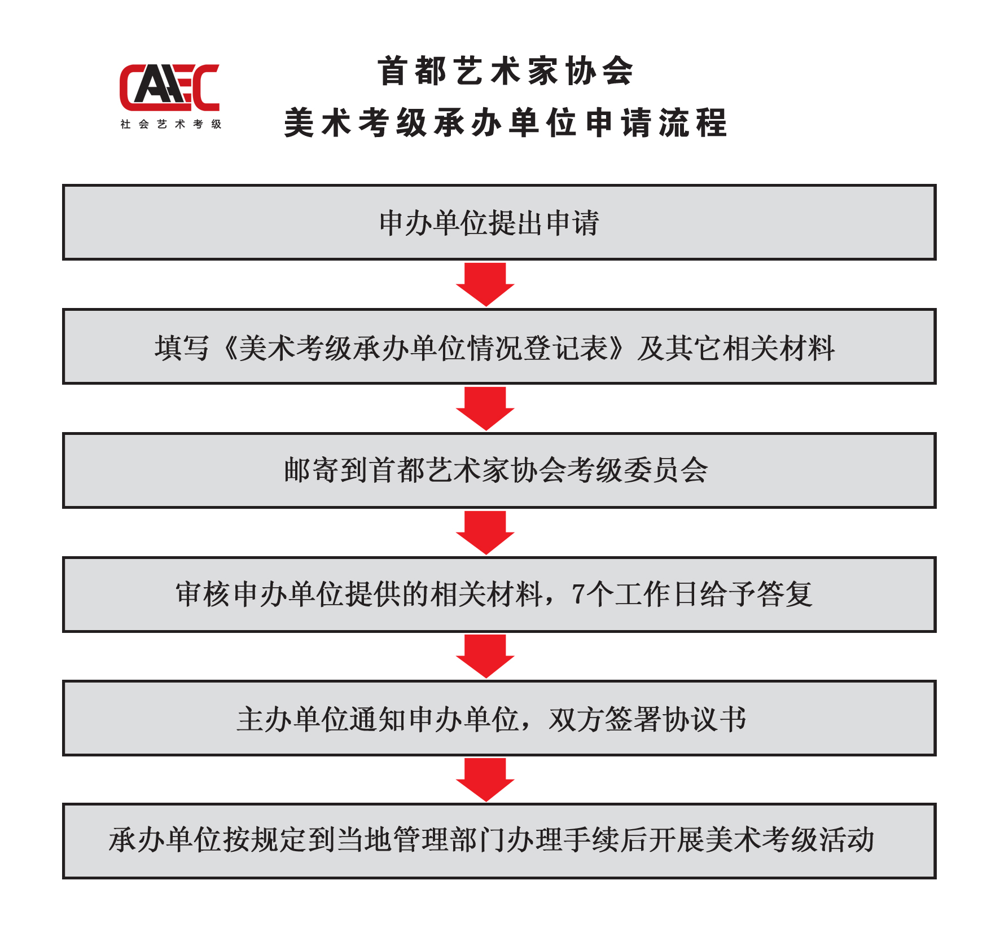 首都艺术家协会
CAAEC
社会艺术考级
美术考级承办单位申请流程
申办单位提出申请
填写《美术考级承办单位情况登记表》及其它相关材料
邮寄到首都艺术家协会考级委员会
审核申办单位提供的相关材料，7个工作日给予答复
主办单位通知申办单位，双方签署协议书
承办单位按规定到当地管理部门办理手续后开展美术考级活动